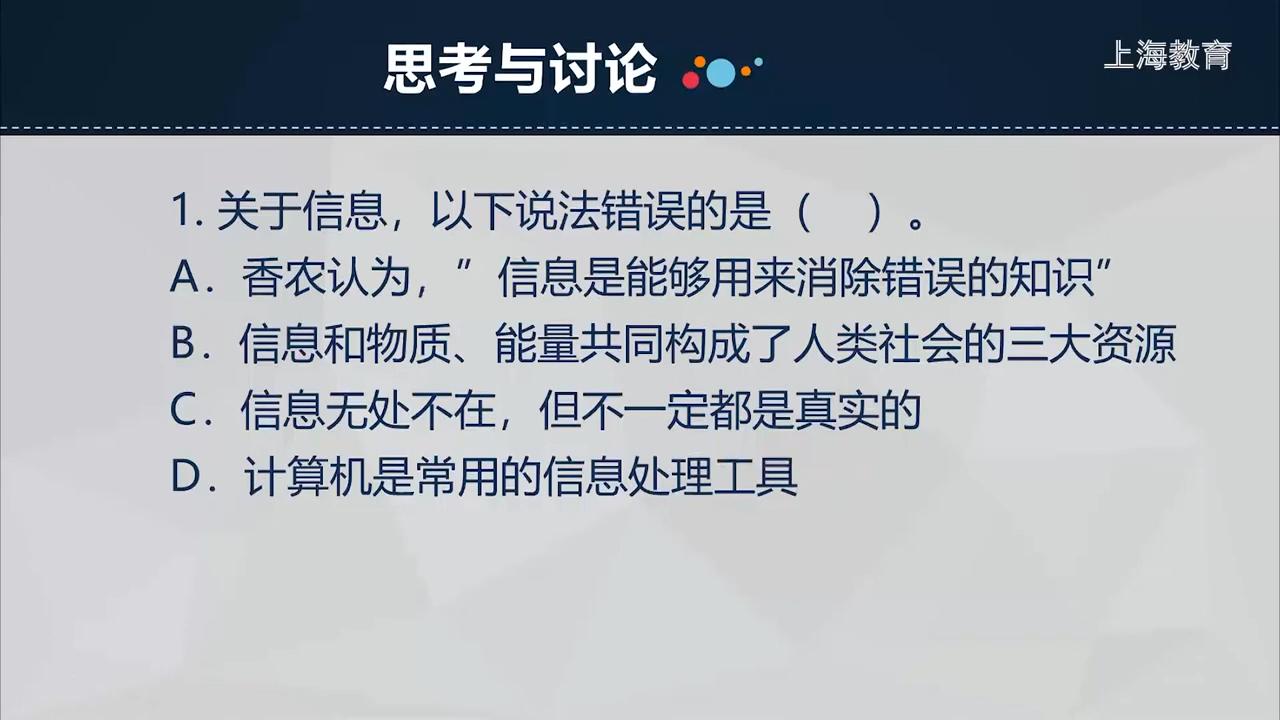 思考与讨论
上海教育
1. 关于信息，以下说法错误的是（　）。
A．香农认为，”信息是能够用来消除错误的知识”
B．信息和物质、能量共同构成了人类社会的三大资源
C．信息无处不在，但不一定都是真实的
D．计算机是常用的信息处理工具